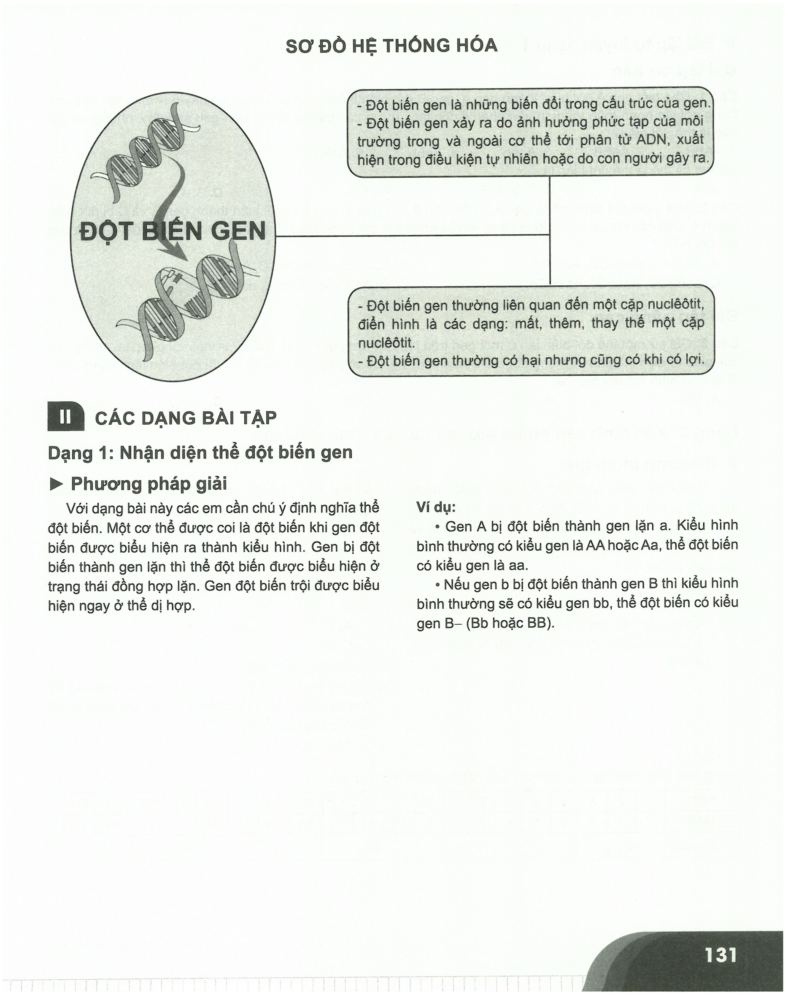 SƠ ĐỒ HỆ THỐNG HÓA
ĐỘT BIẾN GEN
- Đột biến gen là những biến đổi trong cấu trúc của gen.
- Đột biến gen xảy ra do ảnh hưởng phức tạp của môi
trường trong và ngoài cơ thể tới phân tử ADN, xuất
hiện trong điều kiện tự nhiên hoặc do con người gây ra.
- Đột biến gen thường liên quan đến một cặp nuclêôtit,
điển hình là các dạng: mất, thêm, thay thế một cặp
nuclêôtit.
- Đột biến gen thường có hại nhưng cũng có khi có lợi.
II CÁC DẠNG BÀI TẬP
Dạng 1: Nhận diện thể đột biến gen
► Phương pháp giải
Với dạng bài này các em cần chú ý định nghĩa thể
đột biến. Một cơ thể được coi là đột biến khi gen đột
biến được biểu hiện ra thành kiểu hình. Gen bị đột
biến thành gen lặn thì thể đột biến được biểu hiện ở
trạng thái đồng hợp lặn. Gen đột biến trội được biểu
hiện ngay ở thể dị hợp.
Ví dụ:
• Gen A bị đột biến thành gen lặn a. Kiểu hình
bình thường có kiểu gen là AA hoặc Aa, thể đột biến
có kiểu gen là aa.
• Nếu gen b bị đột biến thành gen B thì kiểu hình
bình thường sẽ có kiểu gen bb, thể đột biến có kiểu
gen B– (Bb hoặc BB).
131